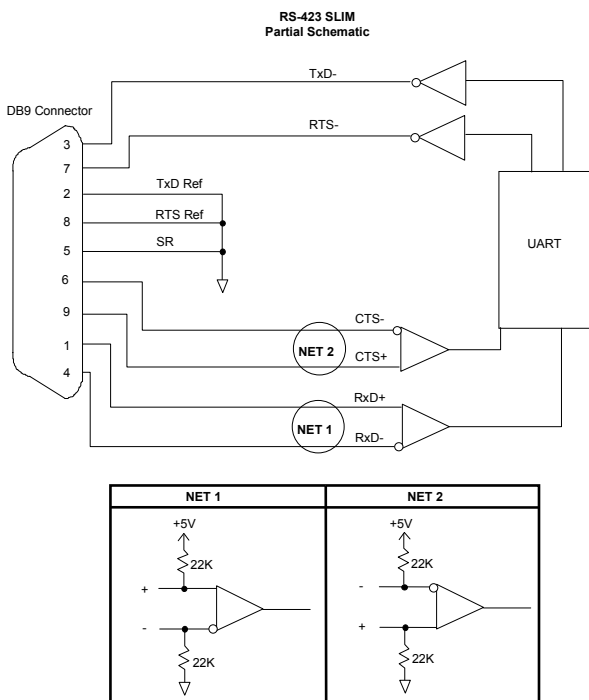 RS-423 SLIM
Partial Schematic
TxD-
DB9 Connector
3
RTS-
7
TxD Ref
2
RTS Ref
8
SR
5
UART
6
CTS-
9
NET 2
CTS+
1
RxD+
4
NET 1
RxD-
NET 1
NET 2
+5V
22K
+
-
22K
+5V
22K
-
+
22K